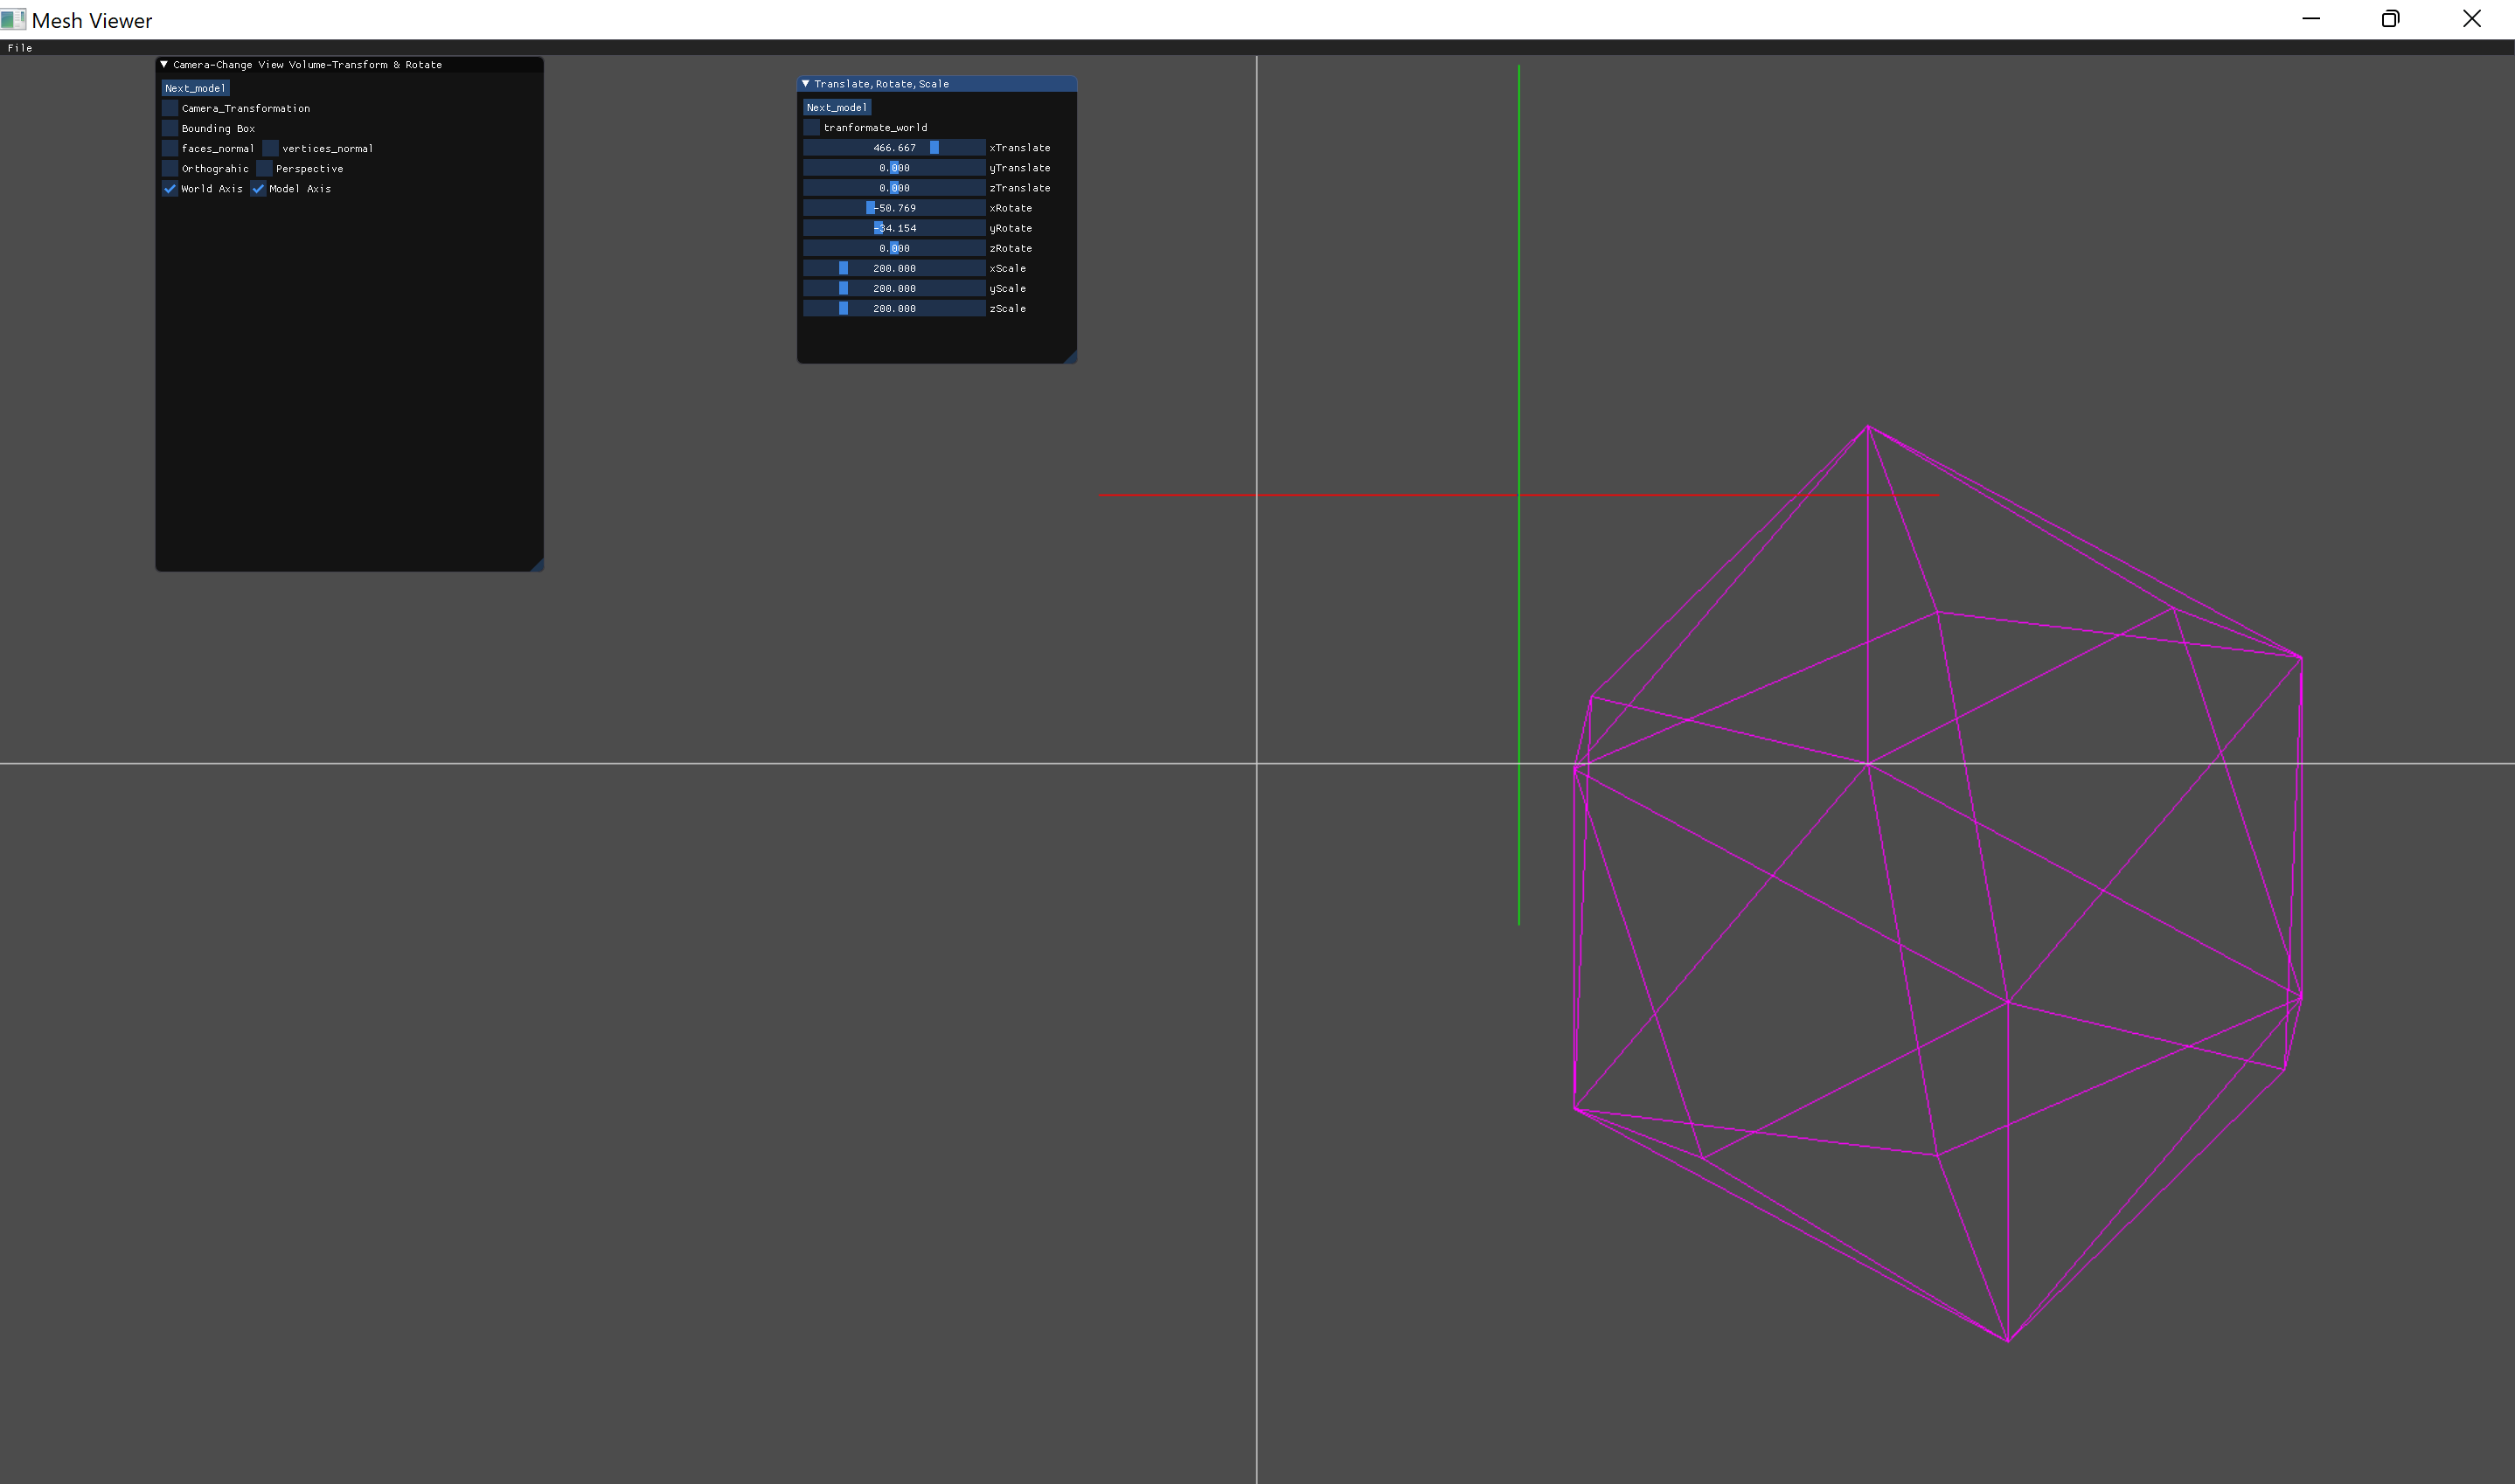 Mesh Viewer
File
Camera-Change View Volume-Transform & Rotate
Next_model
Camera_Transformation
Bounding Box
faces_normal vertices_normal
Orthograhic Perspective
World Axis Model Axis
Translate,Rotate,Scale
Next_model
tranformate_world
466.667 xTranslate
0.000 yTranslate
0.000 zTranslate
-50.769 xRotate
-34.154 yRotate
0.000 zRotate
200.000 xScale
200.000 yScale
200.000 zScale